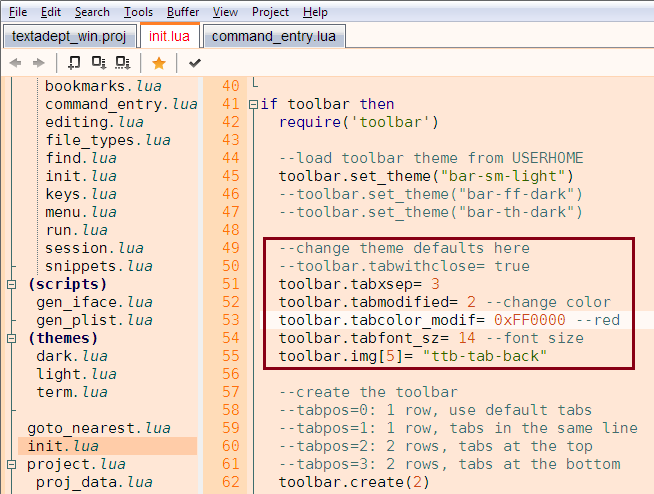 File Edit Search Tools Buffer View Project Help
textadept_win.proj init.lua command_entry.lua
bookmarks.lua
command_entry.lua
editing.lua
file_types.lua
find.lua
init.lua
keys.lua
menu.lua
run.lua
session.lua
snippets.lua
(scripts)
gen_iface.lua
gen_plist.lua
(themes)
dark.lua
light.lua
term.lua
goto_nearest.lua
init.lua
project.lua
proj_data.lua
40
41 if toolbar then
42 require('toolbar')
43
44 --load toolbar theme from USERHOME
45 toolbar.set_theme("bar-sm-light")
46 --toolbar.set_theme("bar-ff-dark")
47 --toolbar.set_theme("bar-th-dark")
48
49 --change theme defaults here
50 --toolbar.tabwithclose= true
51 toolbar.tabxsep= 3
52 toolbar.tabmodified= 2 --change color
53 toolbar.tabcolor_modif= 0xFF0000 --red
54 toolbar.tabfont_sz= 14 --font size
55 toolbar.img[5]= "ttb-tab-back"
56
57 --create the toolbar
58 --tabpos=0: 1 row, use default tabs
59 --tabpos=1: 1 row, tabs in the same line
60 --tabpos=2: 2 rows, tabs at the top
61 --tabpos=3: 2 rows, tabs at the bottom
62 toolbar.create(2)